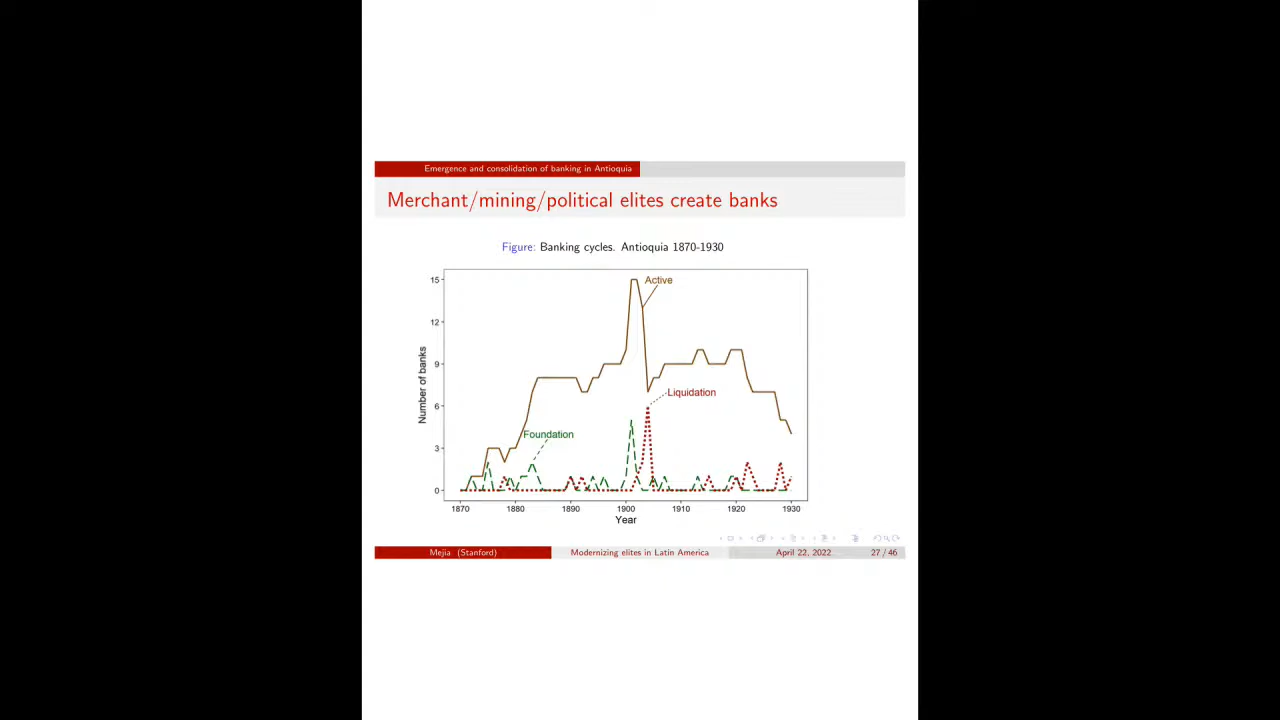 Emergence and consolidation of banking in Antioquia
Merchant/mining/political elites create banks
Figure: Banking cycles. Antioquia 1870-1930
15
12
9
6
3
0
Number of banks
Active
Liquidation
Foundation
1870 1880 1890 1900 1910 1920 1930
Year
Mejia (Stanford) Modernizing elites in Latin America April 22, 2022 27 / 46